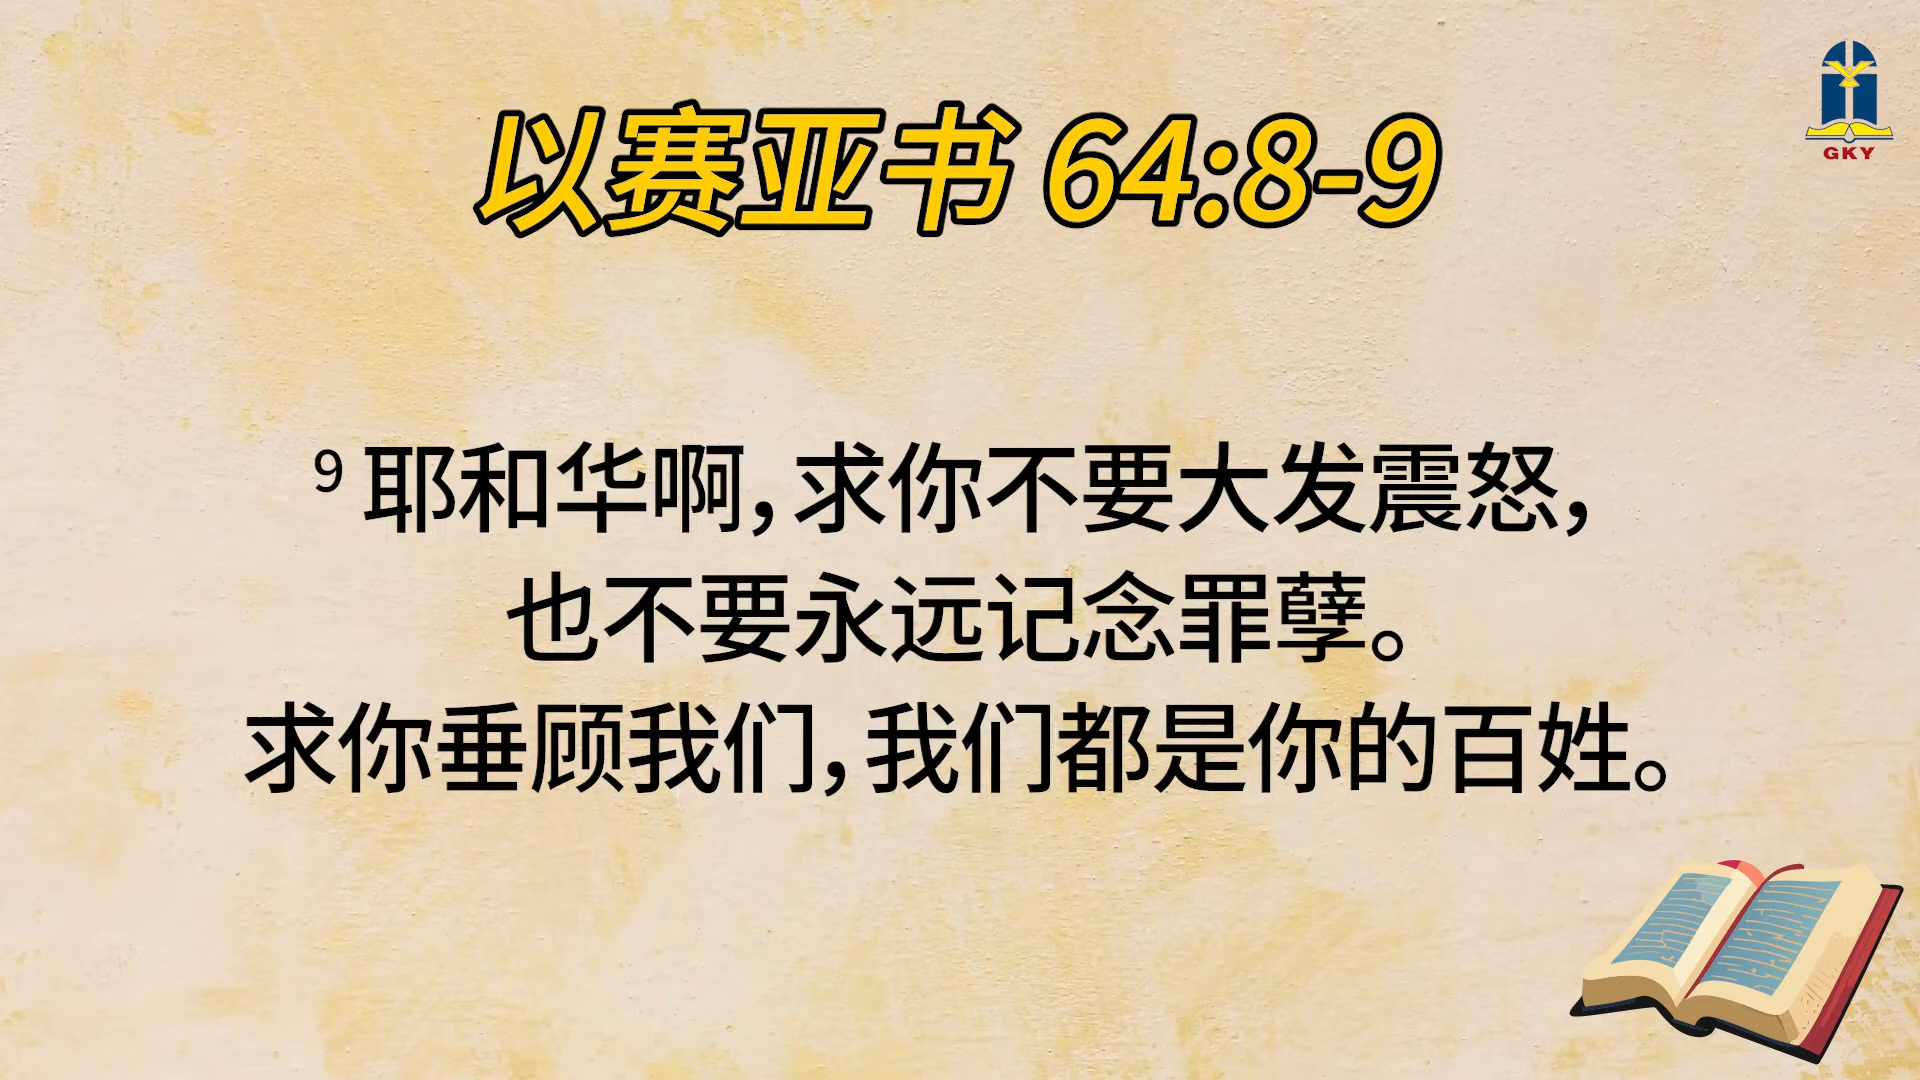 以赛亚书 64:8-9
GKY
9 耶和华啊，求你不要大发震怒，
也不要永远记念罪孽。
求你垂顾我们，我们都是你的百姓。